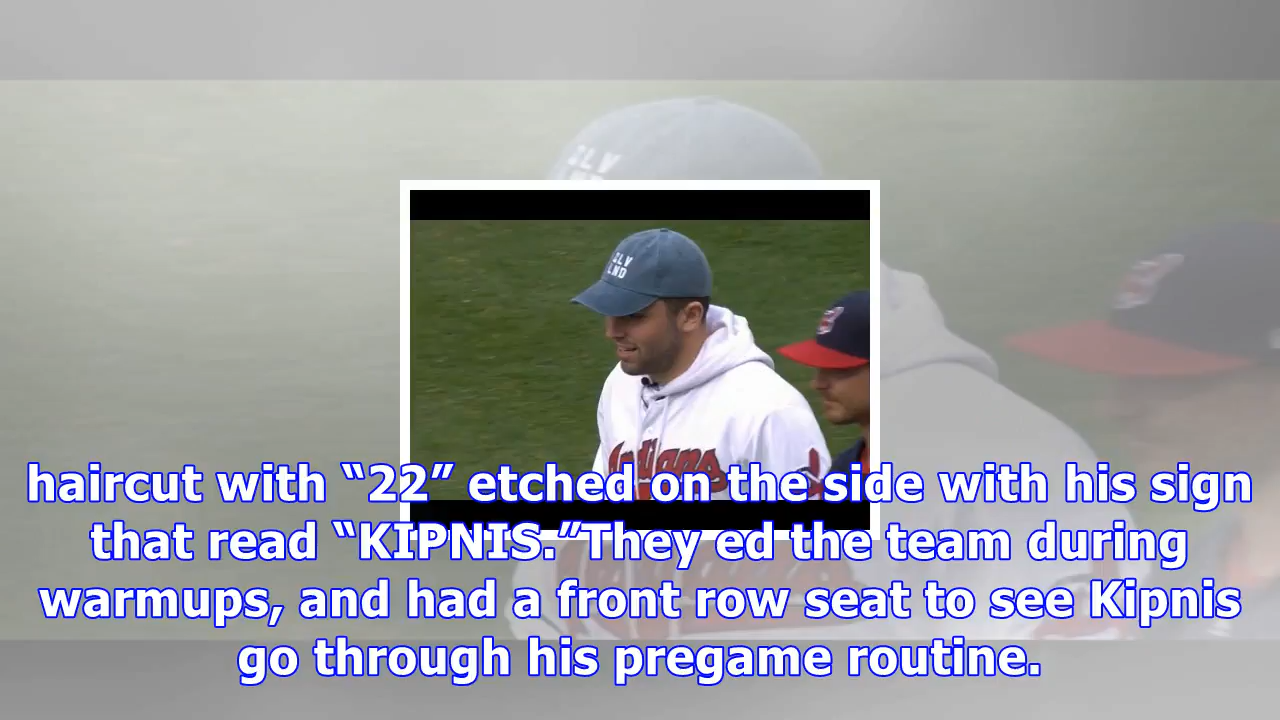 CLV
LND
Indians
haircut with “22” etched on the side with his sign
that read “KIPNIS.”They ed the team during
warmups, and had a front row seat to see Kipnis
go through his pregame routine.